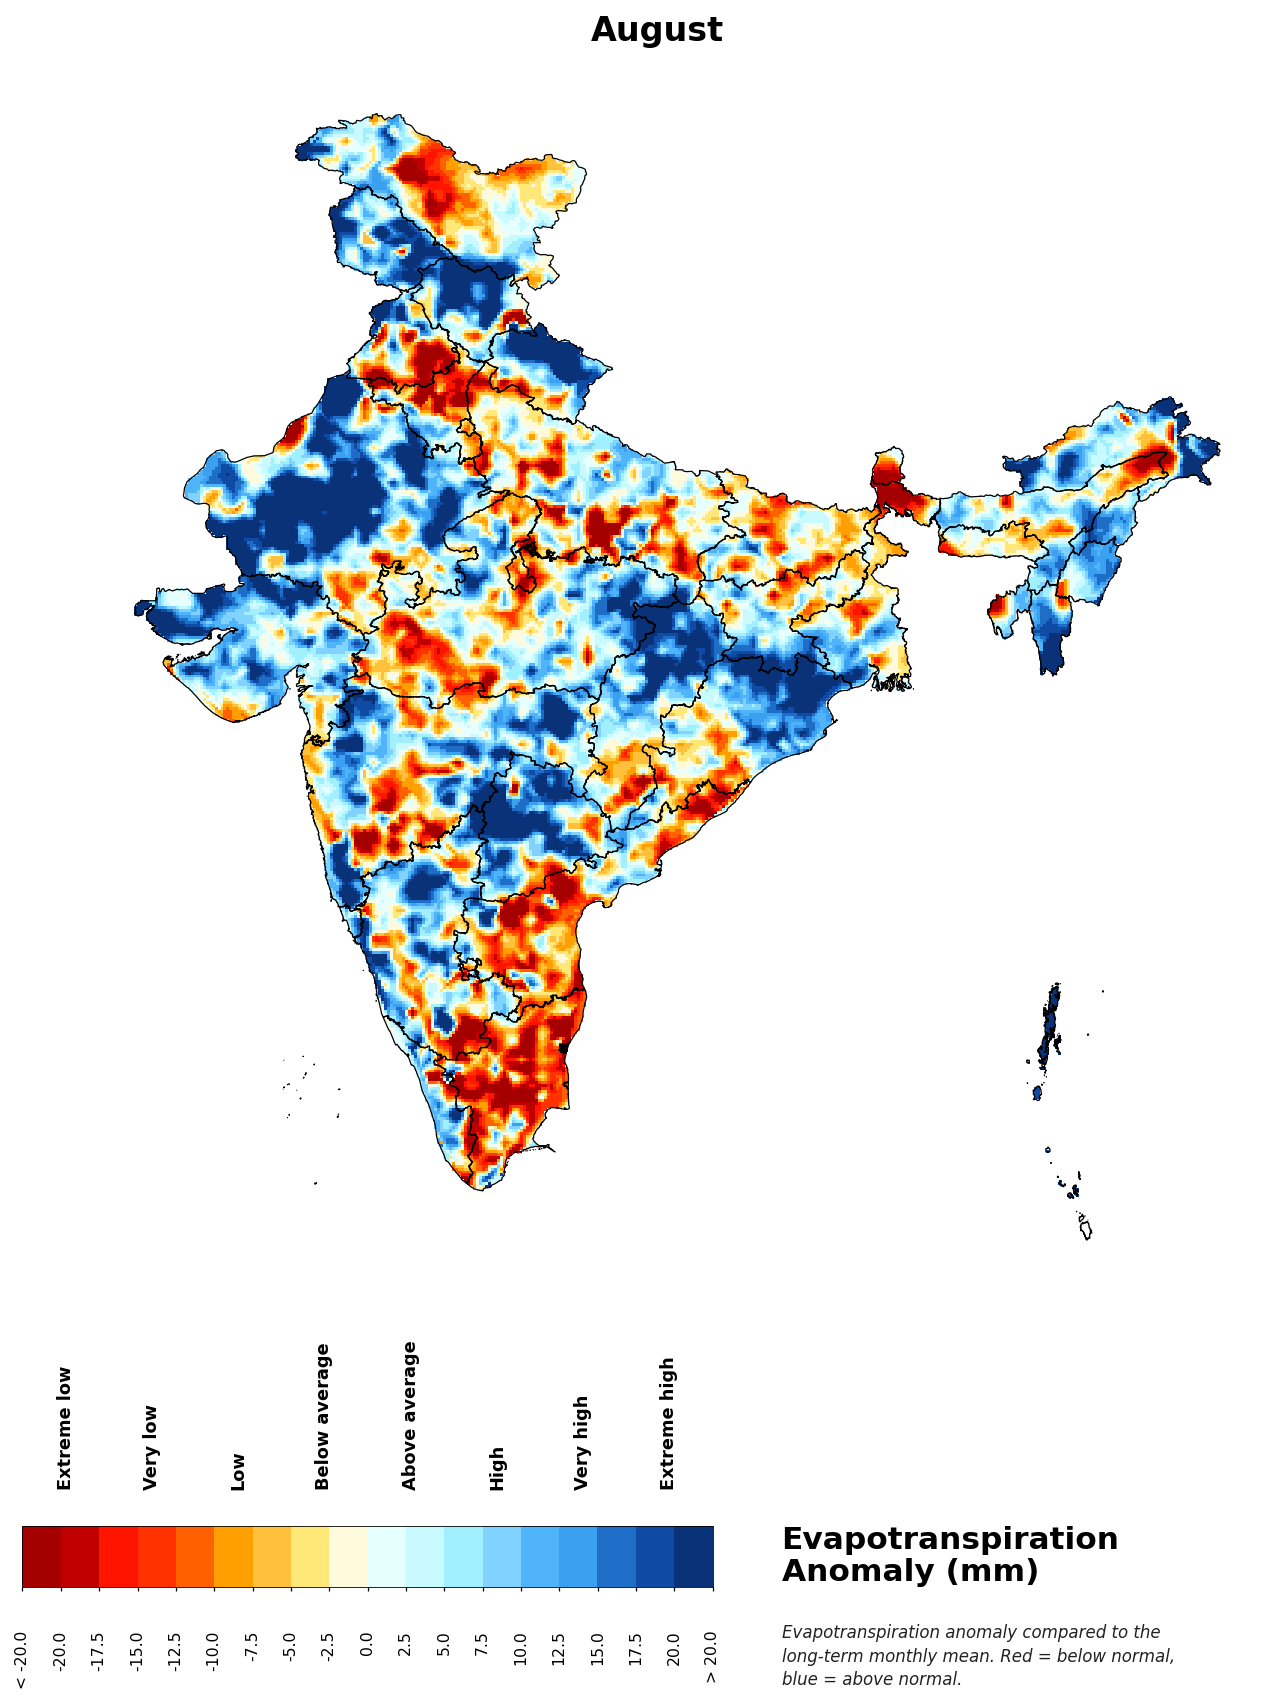 August
Extreme low
Very low
Low
Below average
Above average
High
Very high
Extreme high
< -20.0
-20.0
-17.5
-15.0
-12.5
-10.0
-7.5
-5.0
-2.5
0.0
2.5
5.0
7.5
10.0
12.5
15.0
17.5
20.0
> 20.0
Evapotranspiration
Anomaly (mm)
Evapotranspiration anomaly compared to the
long-term monthly mean. Red = below normal,
blue = above normal.